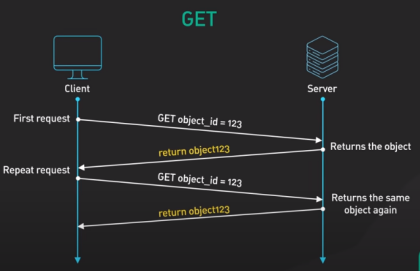 GET
Client
Server
First request
GET object_id = 123
return object123
Returns the object
Repeat request
GET object_id = 123
return object123
Returns the same
object again